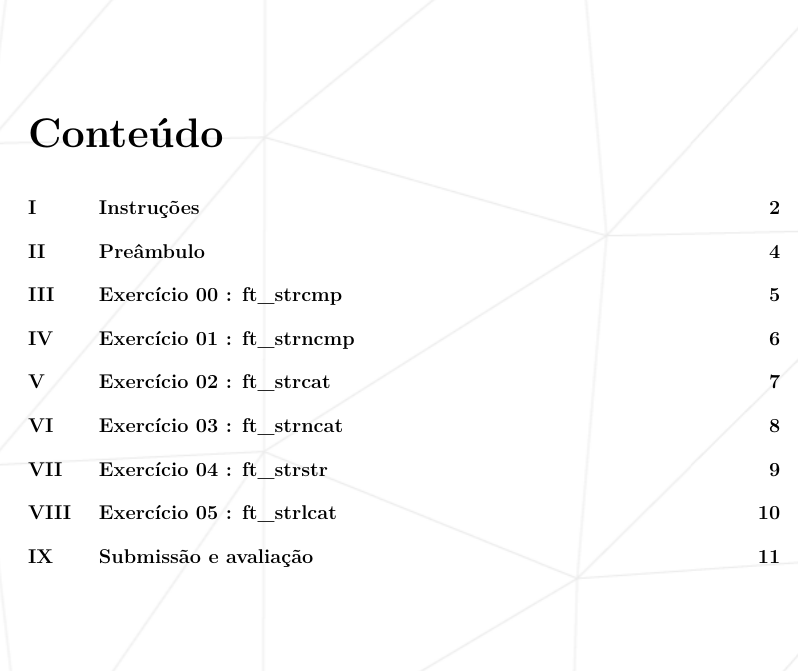 Conteúdo
I Instruções 2
II Preâmbulo 4
III Exercício 00 : ft_strcmp 5
IV Exercício 01 : ft_strncmp 6
V Exercício 02 : ft_strcat 7
VI Exercício 03 : ft_strncat 8
VII Exercício 04 : ft_strstr 9
VIII Exercício 05 : ft_strlcat 10
IX Submissão e avaliação 11